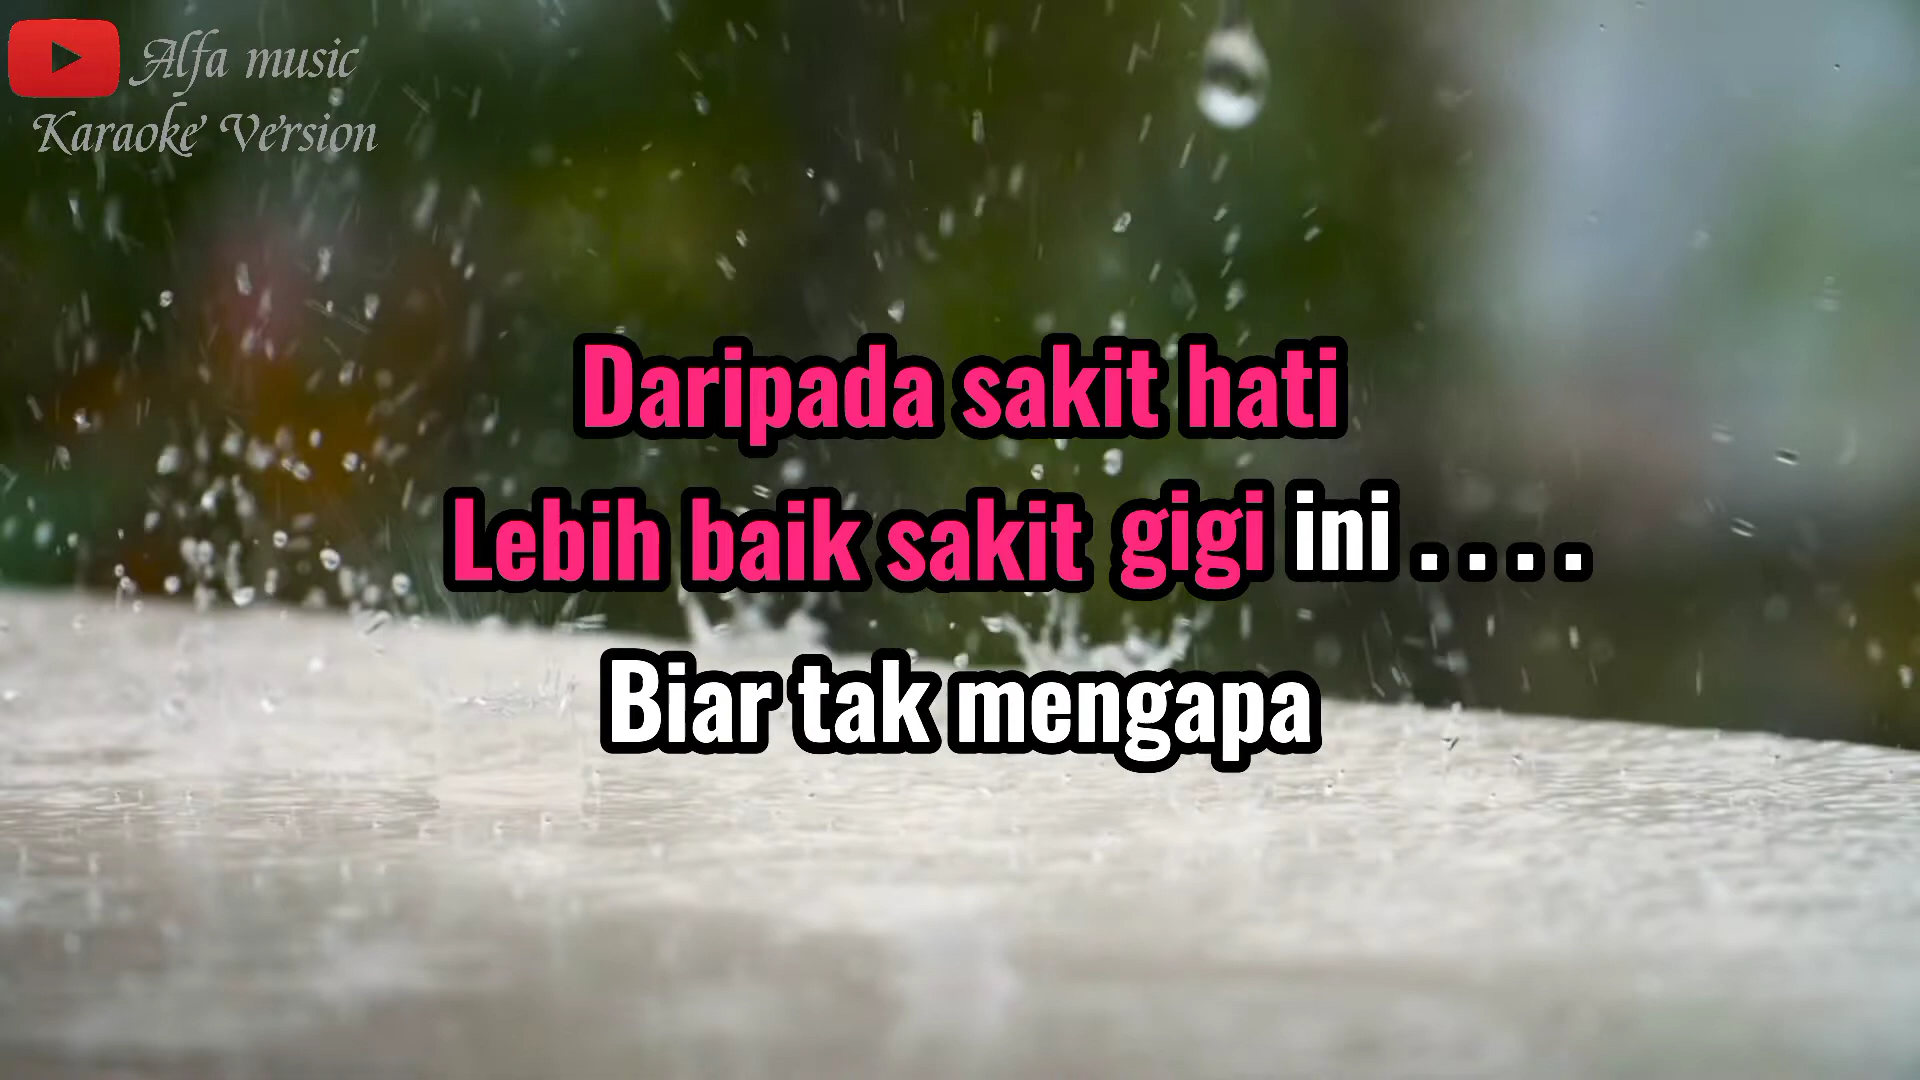 Alfa music
Karaoke Version
Daripada sakit hati
Lebih baik sakit gigi ini ....
Biar tak mengapa